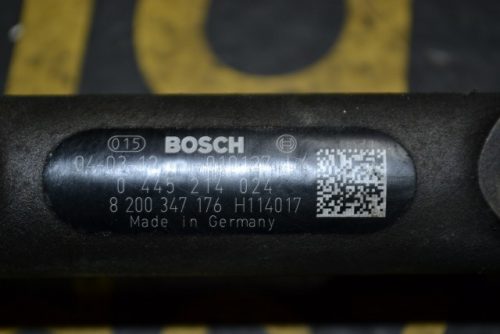 015 BOSCH
0 445 214 024
8 200 347 176 H114017
Made in Germany